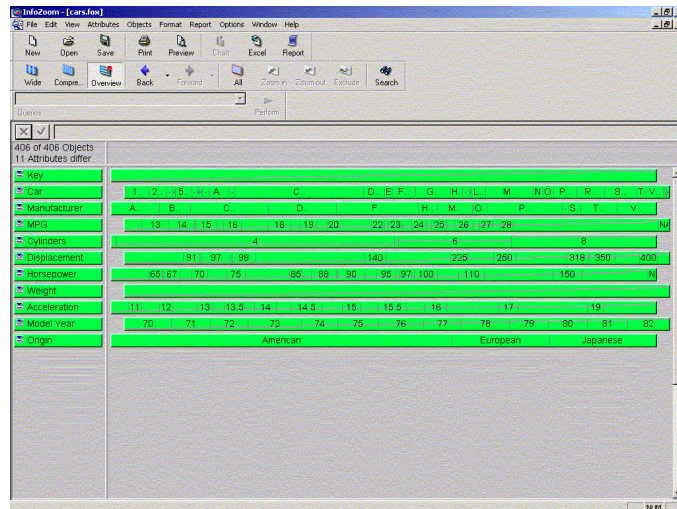 InfoZoom - [cars.fox]
File Edit View Attributes Objects Format Report Options Window Help
New Open Save Print Preview Chart Excel Report
Wide Compre... Overview Back Forward All Zoom in Zoom out Exclude Search
Queries Perform
406 of 406 Objects
11 Attributes differ
Key
Car 1.. 2.. 5.. A.. C... D.. E F.. G.. H.. L... M... N O P.. R... S.. T V..
Manufacturer A.. B.. C... D... F... H.. M.. O.. P... S.. T... V..
MPG 13 14 15 16 18 19 20 22 23 24 25 26 27 28
Cylinders 4 6 8
Displacement 91 97 98 140 225 250 318 350 400
Horsepower 65 67 70 75 85 88 90 95 97 100 110 150 N
Weight
Acceleration 11 12 13 13.5 14 14.5 15 15.5 16 17 19
Model Year 70 71 72 73 74 75 76 77 78 79 80 81 82
Origin American European Japanese
NUM